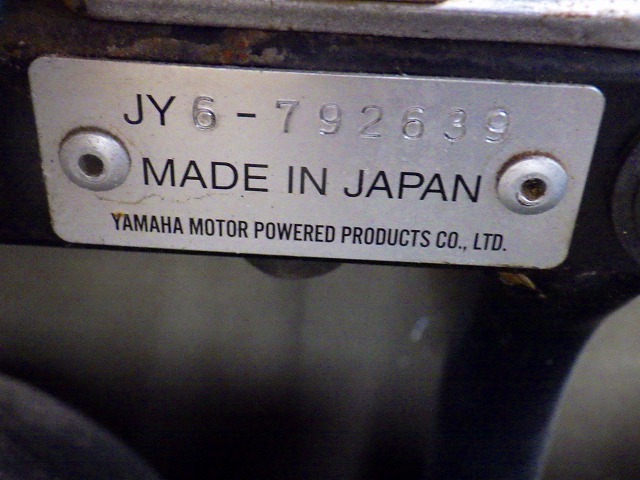 JY6-792639
MADE IN JAPAN
YAMAHA MOTOR POWERED PRODUCTS CO., LTD.